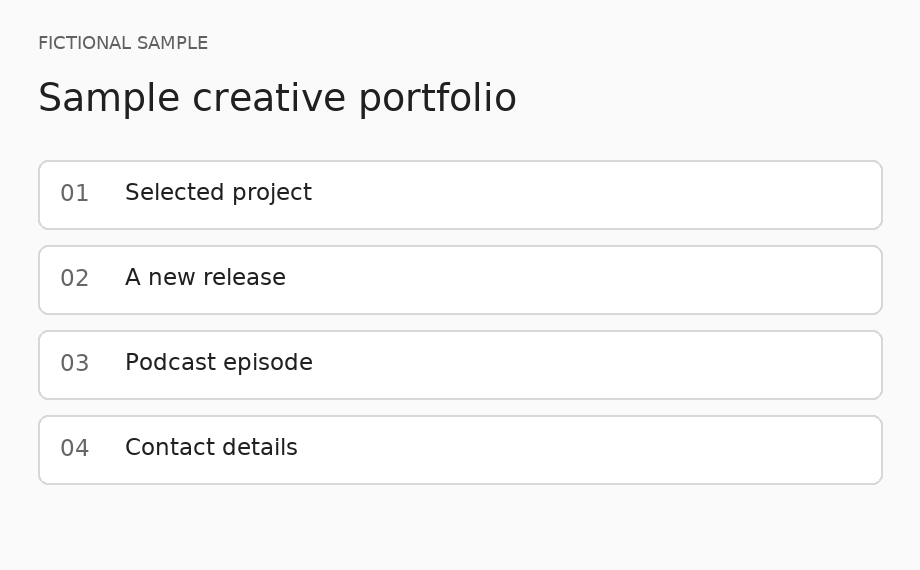 FICTIONAL SAMPLE
Sample creative portfolio
01 Selected project
02 A new release
03 Podcast episode
04 Contact details